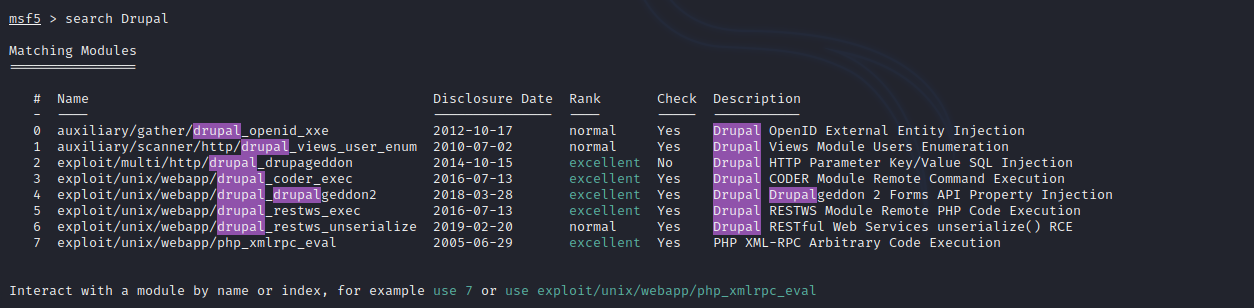 msf5 > search Drupal
Matching Modules
================
#  Name                                       Disclosure Date  Rank       Check  Description
-  ----                                       ---------------  ----       -----  -----------
0  auxiliary/gather/drupal_openid_xxe         2012-10-17       normal     Yes    Drupal OpenID External Entity Injection
1  auxiliary/scanner/http/drupal_views_user_enum  2010-07-02       normal     Yes    Drupal Views Module Users Enumeration
2  exploit/multi/http/drupal_drupageddon      2014-10-15       excellent  No     Drupal HTTP Parameter Key/Value SQL Injection
3  exploit/unix/webapp/drupal_coder_exec      2016-07-13       excellent  Yes    Drupal CODER Module Remote Command Execution
4  exploit/unix/webapp/drupal_drupalgeddon2   2018-03-28       excellent  Yes    Drupal Drupalgeddon 2 Forms API Property Injection
5  exploit/unix/webapp/drupal_restws_exec     2016-07-13       excellent  Yes    Drupal RESTWS Module Remote PHP Code Execution
6  exploit/unix/webapp/drupal_restws_unserialize  2019-02-20       normal     Yes    Drupal RESTful Web Services unserialize() RCE
7  exploit/unix/webapp/php_xmlrpc_eval        2005-06-29       excellent  Yes    PHP XML-RPC Arbitrary Code Execution
Interact with a module by name or index, for example use 7 or use exploit/unix/webapp/php_xmlrpc_eval